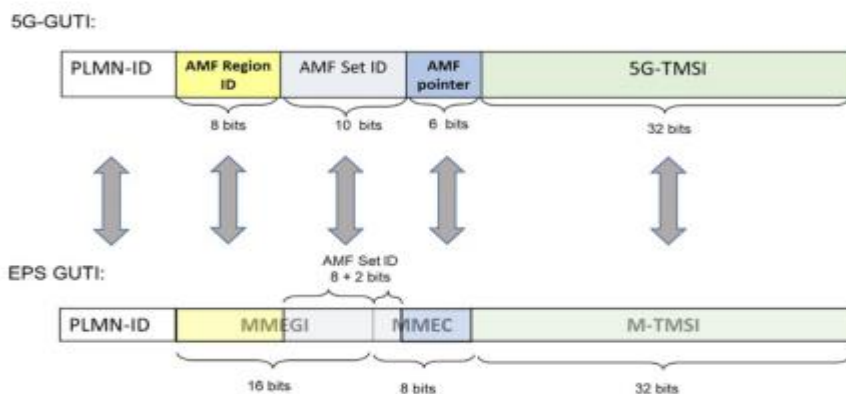 5G-GUTI:
PLMN-ID
AMF Region
ID
AMF Set ID
AMF
pointer
5G-TMSI
8 bits
10 bits
6 bits
32 bits
AMF Set ID
8 + 2 bits
EPS GUTI:
PLMN-ID
MMEGI
MMEC
M-TMSI
16 bits
8 bits
32 bits